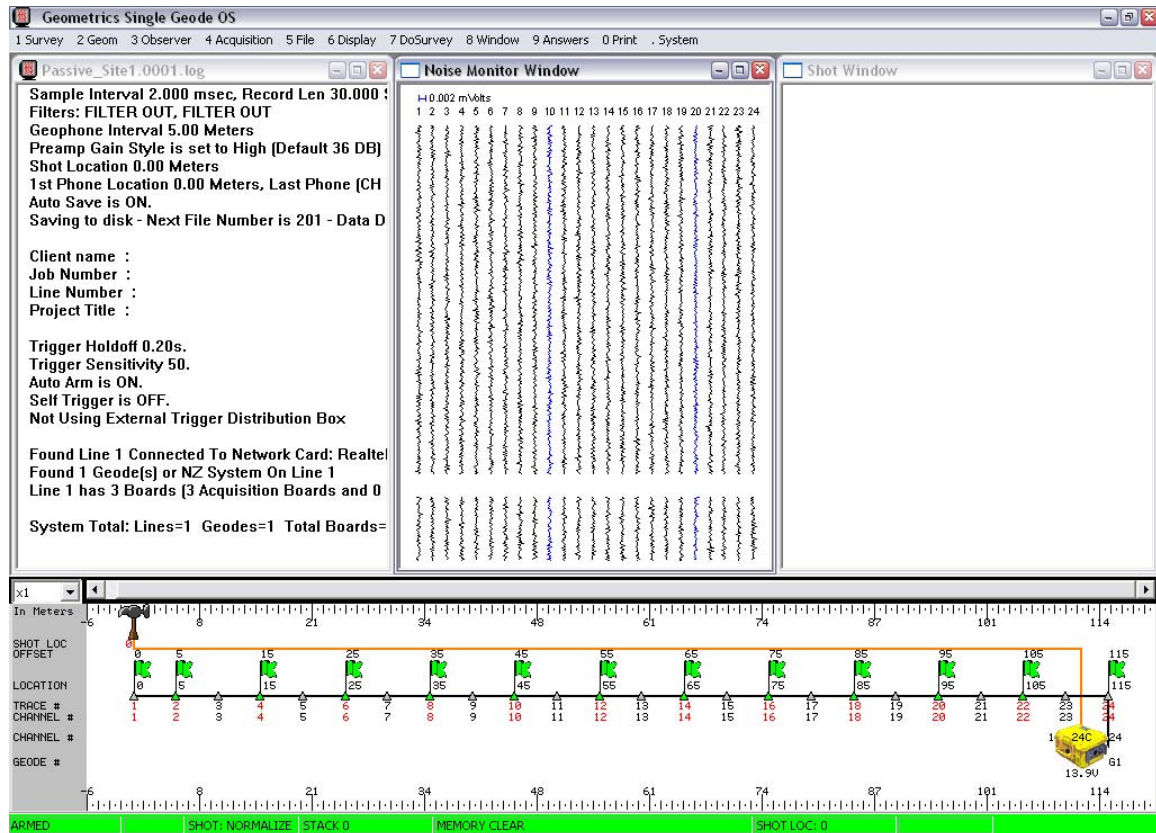 Geometrics Single Geode OS
1 Survey 2 Geom 3 Observer 4 Acquisition 5 File 6 Display 7 DoSurvey 8 Window 9 Answers 0 Print . System
Passive_Site1.0001.log
Sample Interval 2.000 msec, Record Len 30.000
Filters: FILTER OUT, FILTER OUT
Geophone Interval 5.00 Meters
Preamp Gain Style is set to High (Default 36 DB)
Shot Location 0.00 Meters
1st Phone Location 0.00 Meters, Last Phone (CH
Auto Save is ON.
Saving to disk - Next File Number is 201 - Data D
Client name :
Job Number :
Line Number :
Project Title :
Trigger Holdoff 0.20s.
Trigger Sensitivity 50.
Auto Arm is ON.
Self Trigger is OFF.
Not Using External Trigger Distribution Box
Found Line 1 Connected To Network Card: Realte
Found 1 Geode(s) or NZ System On Line 1
Line 1 has 3 Boards (3 Acquisition Boards and 0
System Total: Lines=1 Geodes=1 Total Boards=
Noise Monitor Window
0.002 mVolts
1 2 3 4 5 6 7 8 9 10 11 12 13 14 15 16 17 18 19 20 21 22 23 24
Shot Window
x1
In Meters
-6 8 21 34 48 61 74 87 101 114
SHOT LOC 0
OFFSET 0 5 15 25 35 45 55 65 75 85 95 105 115
LOCATION 0 5 15 25 35 45 55 65 75 85 95 105 115
TRACE # 1 2 3 4 5 6 7 8 9 10 11 12 13 14 15 16 17 18 19 20 21 22 23 24
CHANNEL # 1 2 3 4 5 6 7 8 9 10 11 12 13 14 15 16 17 18 19 20 21 22 23 24
CHANNEL # 1 24C 24
GEODE # G1
13.9V
-6 8 21 34 48 61 74 87 101 114
ARMED SHOT: NORMALIZE STACK 0 MEMORY CLEAR SHOT LOC: 0